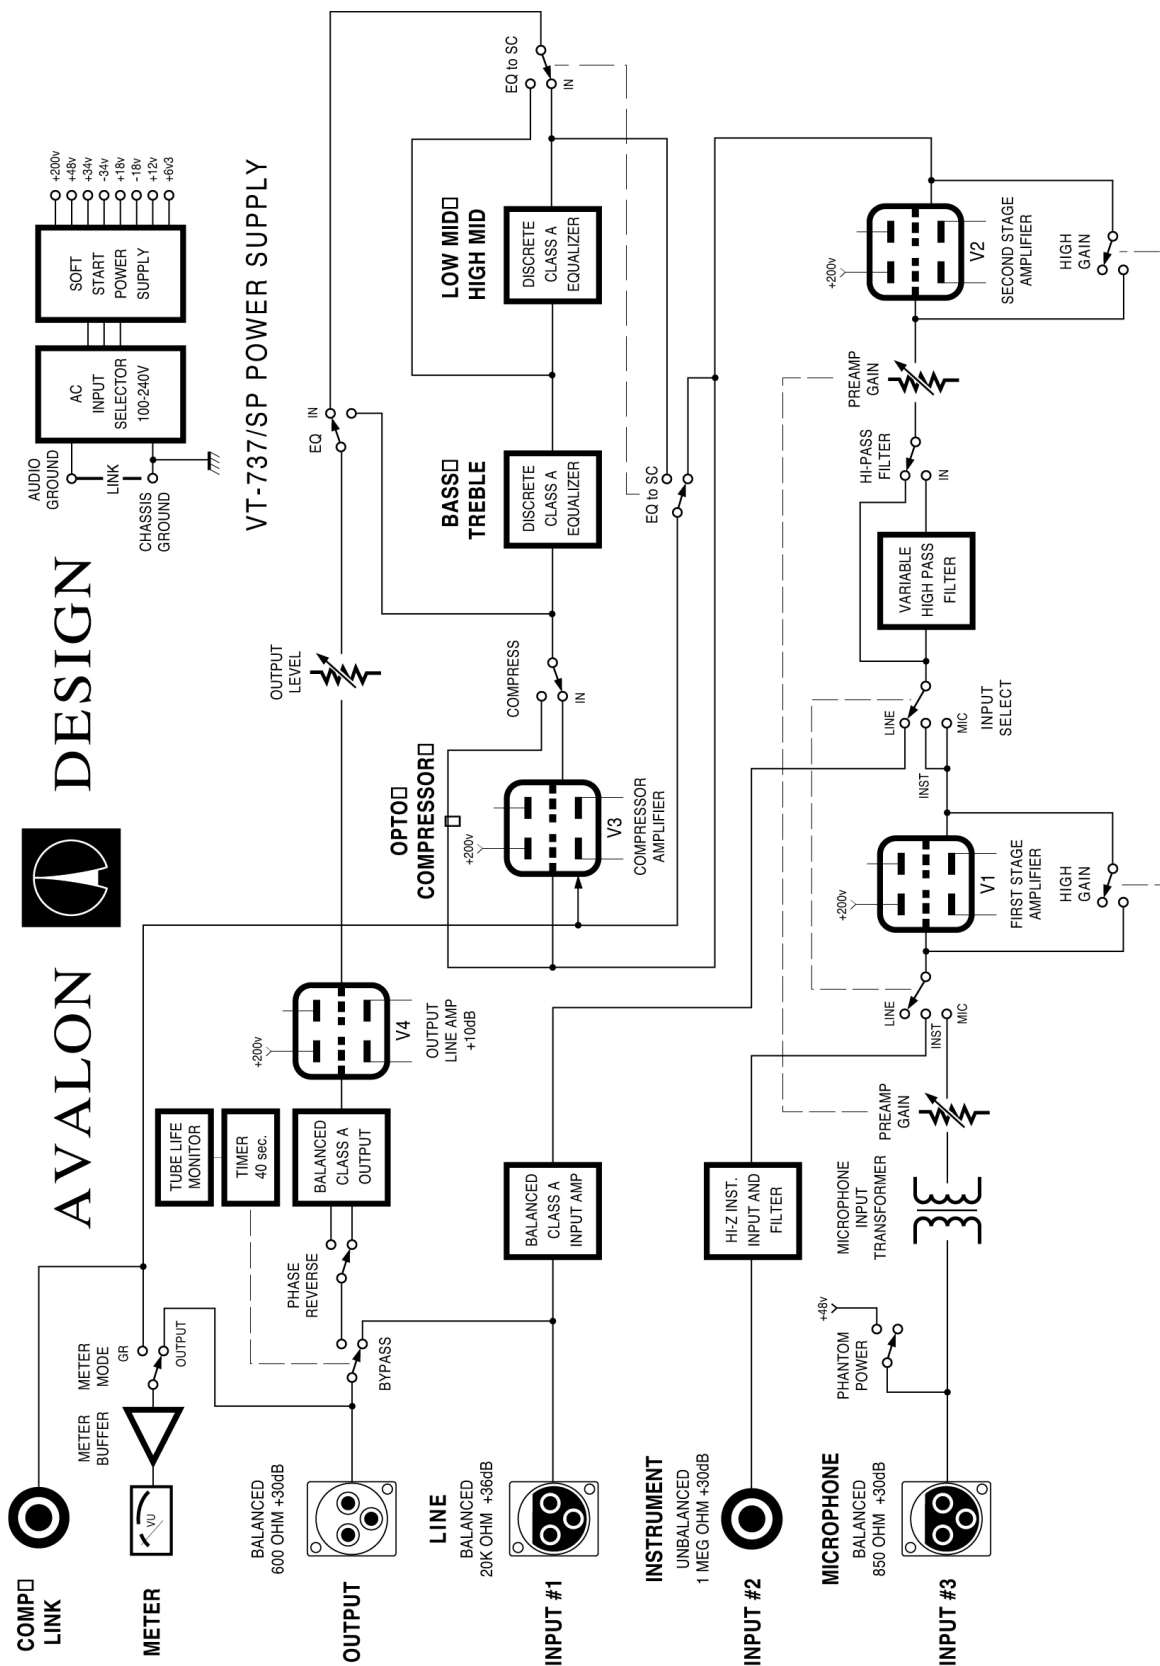 AVALON DESIGN
COMP□
LINK
METER
OUTPUT
INPUT #1
INPUT #2
INPUT #3
METER
BUFFER
METER
MODE
GR
OUTPUT
VU
BALANCED
600 OHM +30dB
LINE
BALANCED
20K OHM +36dB
INSTRUMENT
UNBALANCED
1 MEG OHM +30dB
MICROPHONE
BALANCED
850 OHM +30dB
BYPASS
PHASE
REVERSE
TUBE LIFE
MONITOR
TIMER
40 sec.
BALANCED
CLASS A
OUTPUT
+200v
V4
OUTPUT
LINE AMP
+10dB
OUTPUT
LEVEL
EQ
IN
AUDIO
GROUND
LINK
CHASSIS
GROUND
AC
INPUT
SELECTOR
100-240V
SOFT
START
POWER
SUPPLY
+200v
+48v
+34v
-34v
+18v
-18v
+12v
+6v3
VT-737/SP POWER SUPPLY
BALANCED
CLASS A
INPUT AMP
OPTO□
COMPRESSOR□
+200v
V3
COMPRESSOR
AMPLIFIER
COMPRESS
IN
BASS□
TREBLE
DISCRETE
CLASS A
EQUALIZER
LOW MID□
HIGH MID
DISCRETE
CLASS A
EQUALIZER
EQ to SC
IN
EQ to SC
HI-Z INST.
INPUT AND
FILTER
PHANTOM
POWER
+48v
MICROPHONE
INPUT
TRANSFORMER
PREAMP
GAIN
LINE
INST
MIC
+200v
V1
FIRST STAGE
AMPLIFIER
HIGH
GAIN
LINE
INST
MIC
INPUT
SELECT
VARIABLE
HIGH PASS
FILTER
HI-PASS
FILTER
IN
PREAMP
GAIN
+200v
V2
SECOND STAGE
AMPLIFIER
HIGH
GAIN